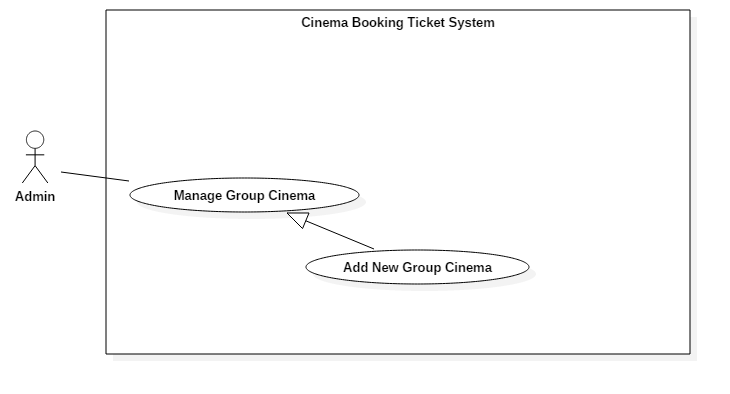 Cinema Booking Ticket System
Admin
Manage Group Cinema
Add New Group Cinema